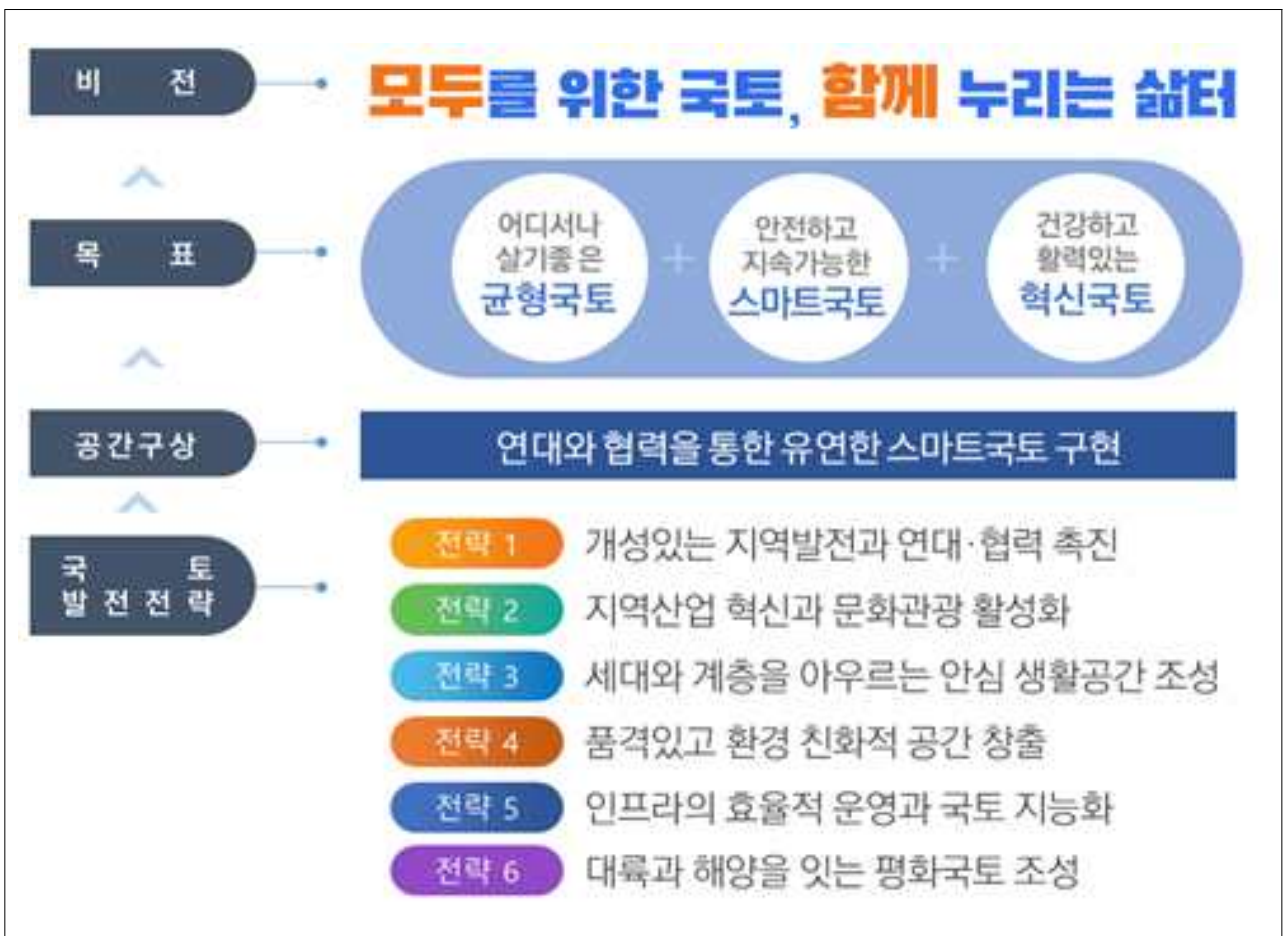 비 전
모두를 위한 국토, 함께 누리는 삶터
목 표
어디서나
살기좋 은
균형국토
+
안전하고
지속가능한
스마트국토
+
건강하고
활력있는
혁신국토
공간구상
연대와 협력을 통한 유연한 스마트국토 구현
국 토
발 전 전 략
전략 1 개성있는 지역발전과 연대·협력 촉진
전략 2 지역산업 혁신과 문화관광 활성화
전략 3 세대와 계층을 아우르는 안심 생활공간 조성
전략 4 품격있고 환경 친화적 공간 창출
전략 5 인프라의 효율적 운영과 국토 지능화
전략 6 대륙과 해양을 잇는 평화국토 조성